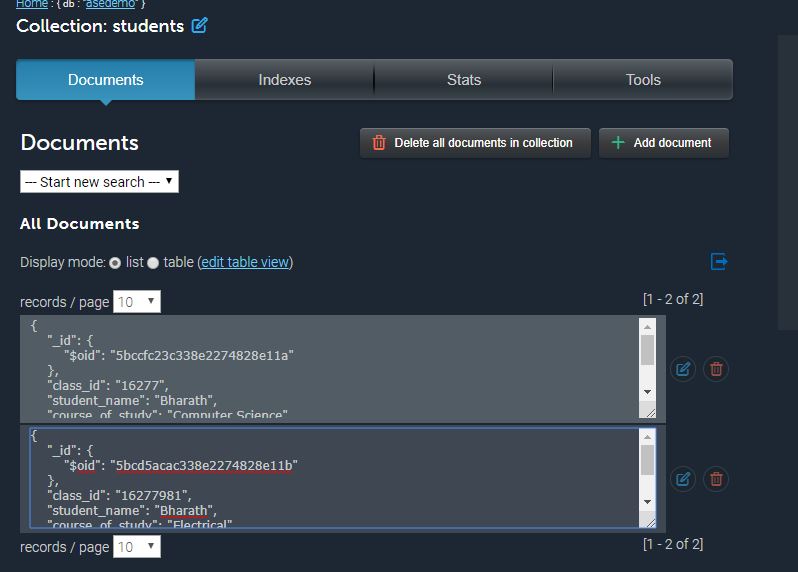 Home : { db : "asedemo" }
Collection: students
Documents Indexes Stats Tools
Documents
Delete all documents in collection
Add document
--- Start new search ---
All Documents
Display mode: list table (edit table view)
records / page 10 [1 - 2 of 2]
{
"_id": {
"$oid": "5bccfc23c338e2274828e11a"
},
"class_id": "16277",
"student_name": "Bharath",
"course_of_study": "Computer Science"
{
"_id": {
"$oid": "5bcd5acac338e2274828e11b"
},
"class_id": "16277981",
"student_name": "Bharath",
"course_of_study": "Electrical"
records / page 10 [1 - 2 of 2]